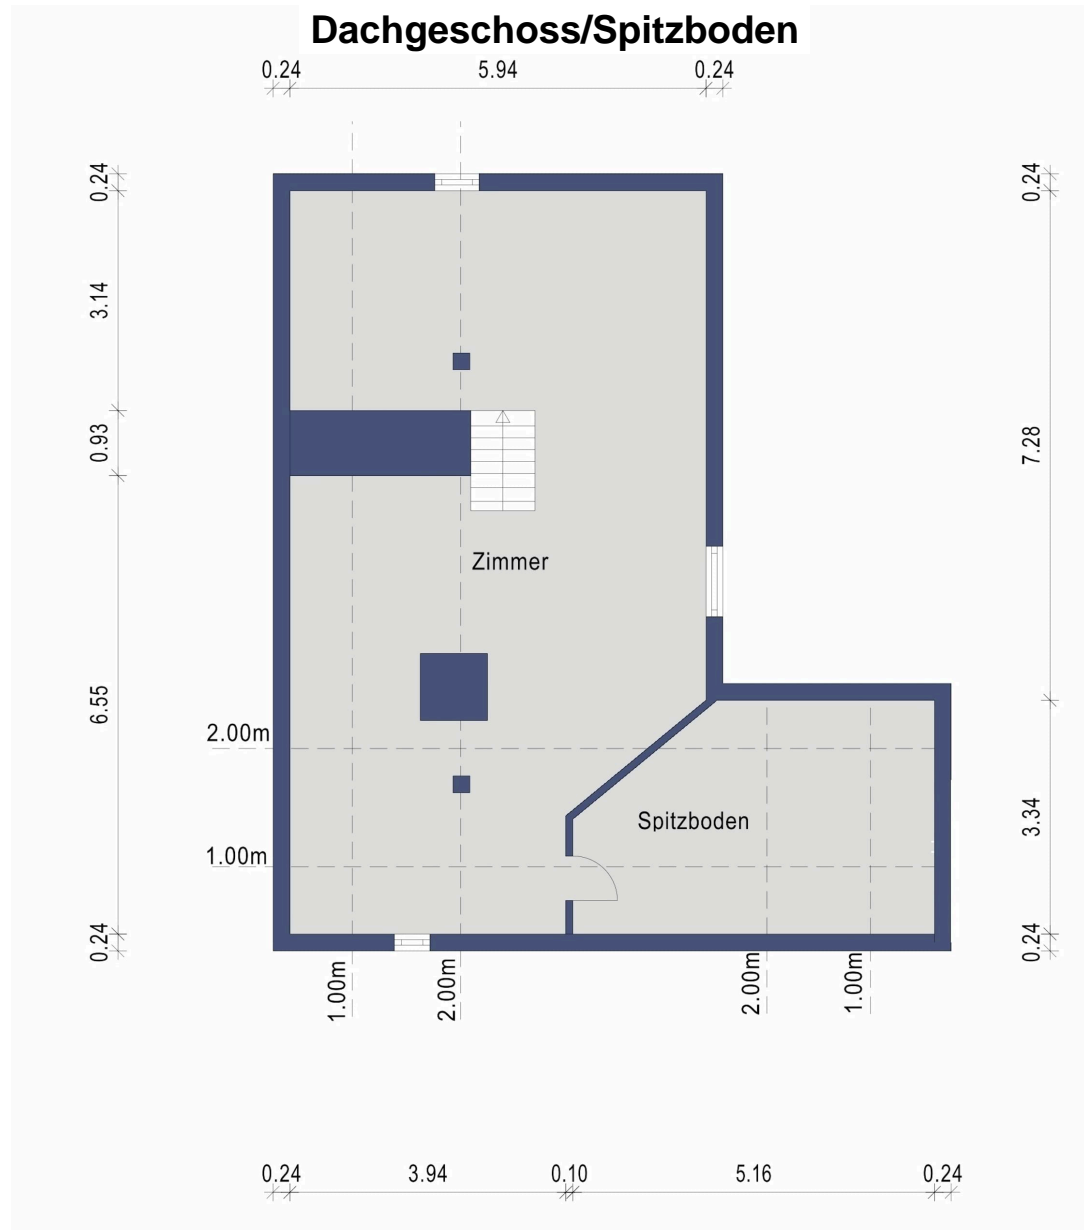 Dachgeschoss/Spitzboden
0.24 5.94 0.24
0.24
0.24
3.14
0.93
7.28
Zimmer
6.55
2.00m
Spitzboden
3.34
1.00m
0.24
0.24
1.00m
2.00m
2.00m
1.00m
0.24 3.94 0.10 5.16 0.24